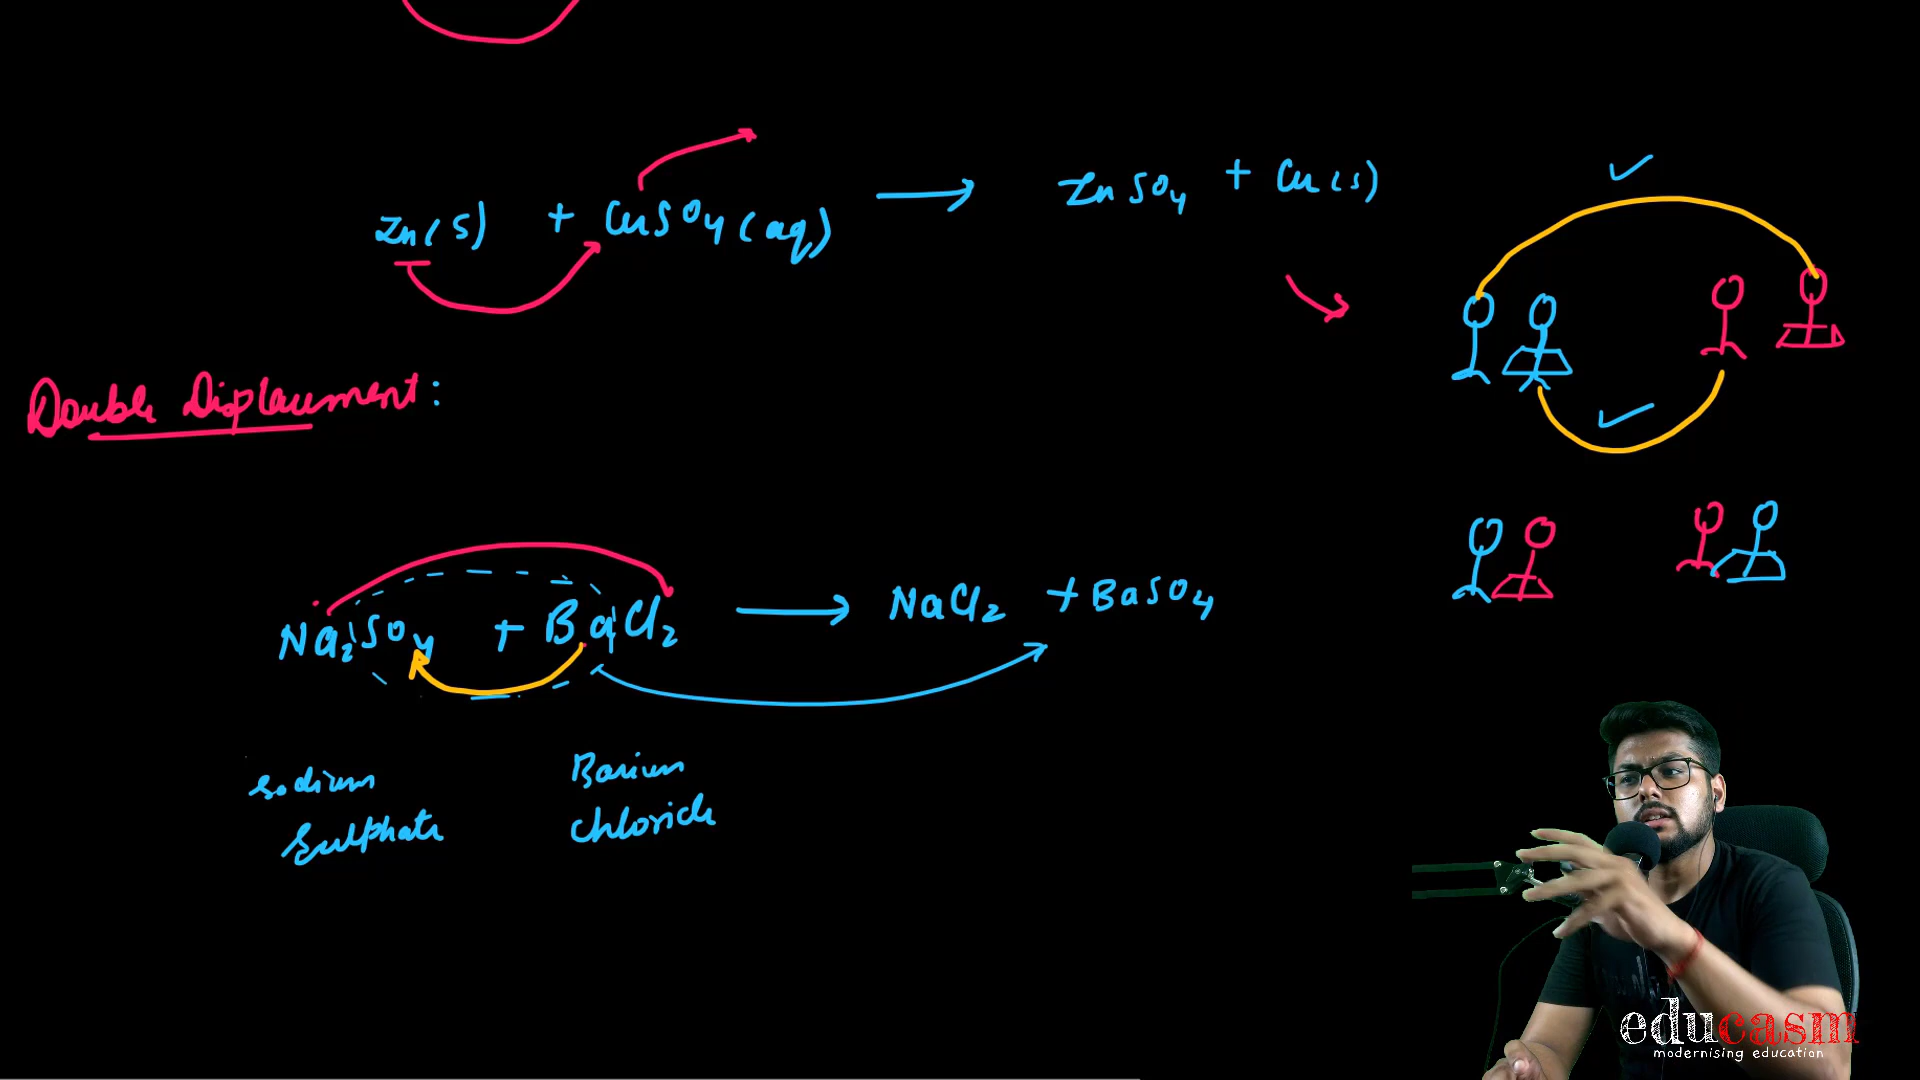 Zn(s) + CuSO4(aq) → ZnSO4 + Cu(s)
Double Displacement:
Na2SO4 + BaCl2 → NaCl2 + BaSO4
Sodium Sulphate
Barium Chloride
educasm
modernising education